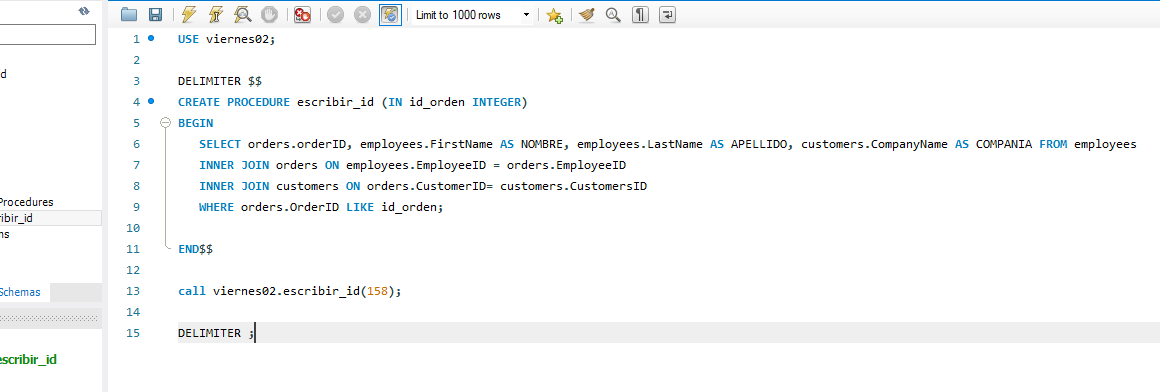 Limit to 1000 rows
1 USE viernes02;
2
d
3 DELIMITER $$
4 CREATE PROCEDURE escribir_id (IN id_orden INTEGER)
5 BEGIN
6 SELECT orders.orderID, employees.FirstName AS NOMBRE, employees.LastName AS APELLIDO, customers.CompanyName AS COMPANIA FROM employees
7 INNER JOIN orders ON employees.EmployeeID = orders.EmployeeID
8 INNER JOIN customers ON orders.CustomerID= customers.CustomersID
Procedures
9 WHERE orders.OrderID LIKE id_orden;
ribir_id
10
ns
11 END$$
12
Schemas
13 call viernes02.escribir_id(158);
14
15 DELIMITER ;
escribir_id